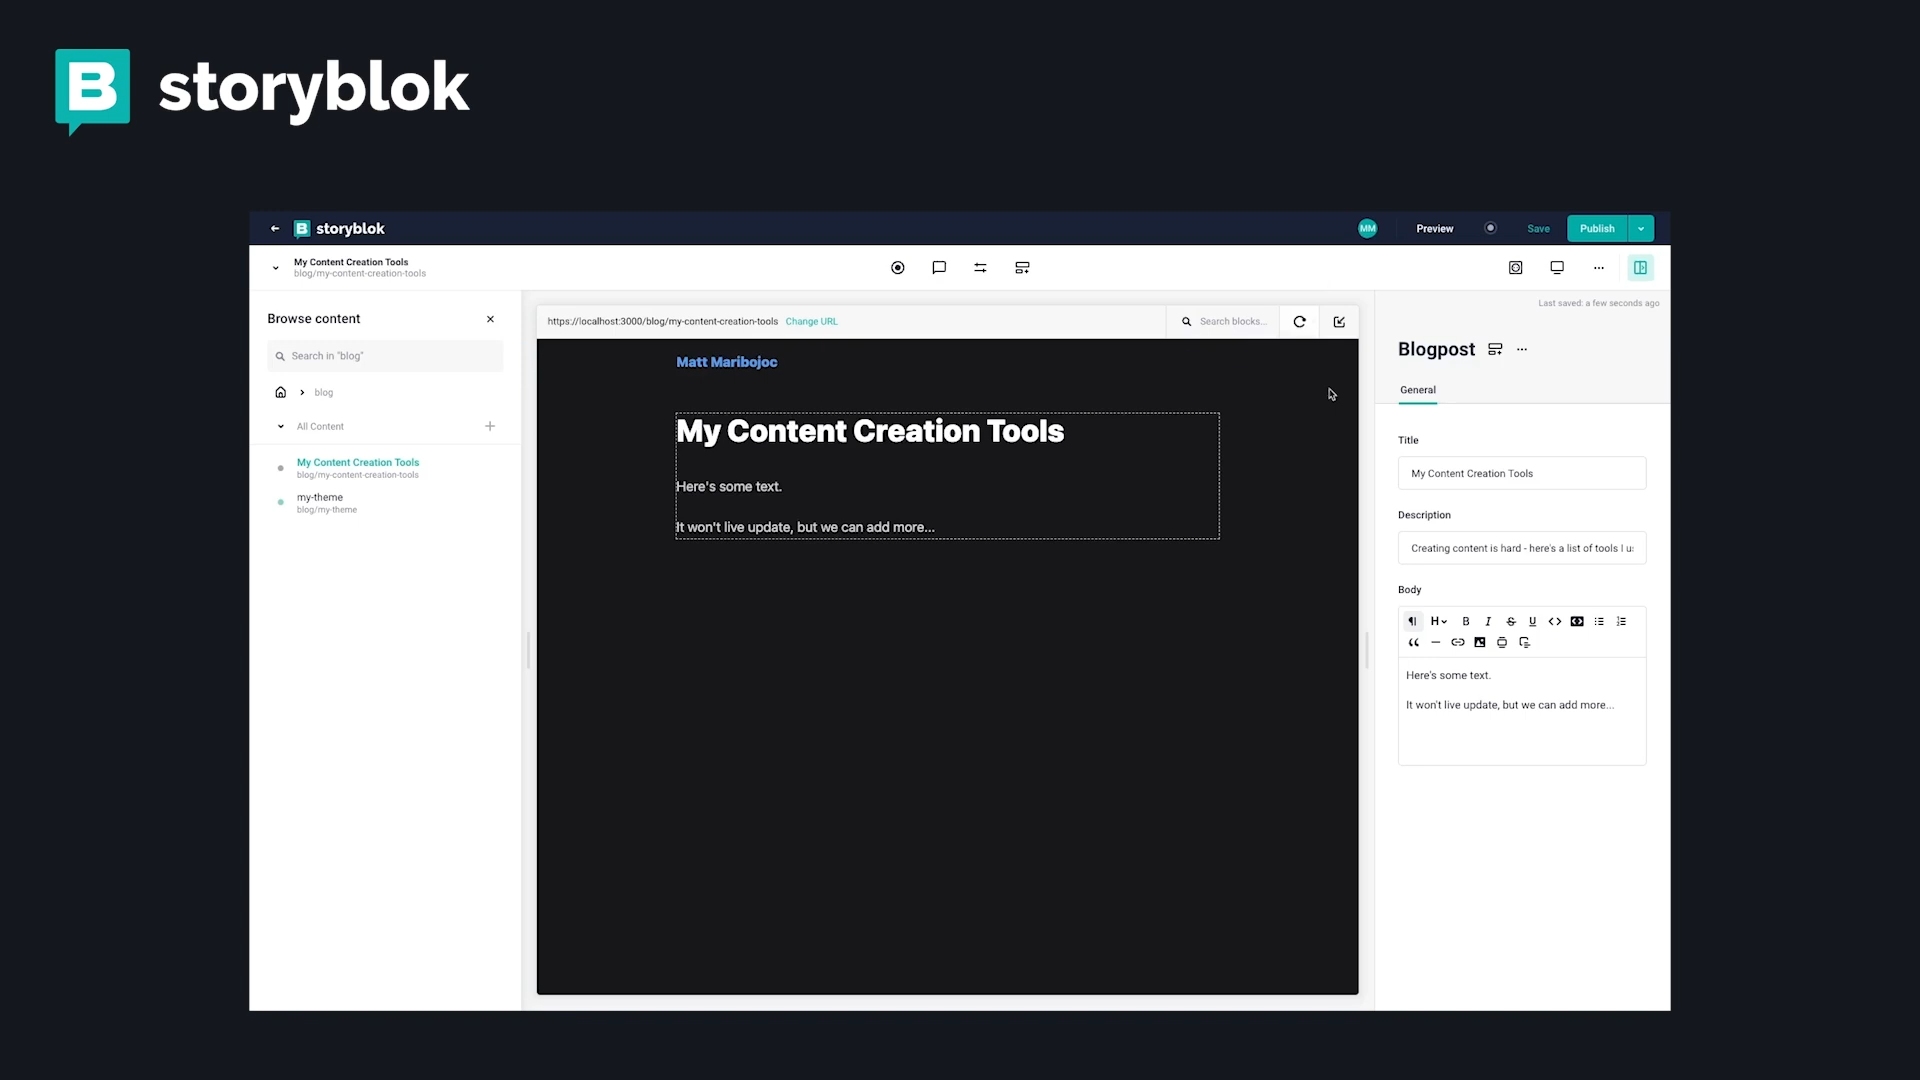 storyblok
storyblok
MM
Preview
Save
Publish
My Content Creation Tools
blog/my-content-creation-tools
Last saved: a few seconds ago
Browse content
Search in "blog"
blog
All Content
My Content Creation Tools
blog/my-content-creation-tools
my-theme
blog/my-theme
https://localhost:3000/blog/my-content-creation-tools Change URL
Search blocks...
Matt Maribojoc
My Content Creation Tools
Here's some text.
It won't live update, but we can add more...
Blogpost
General
Title
My Content Creation Tools
Description
Creating content is hard - here's a list of tools I
Body
Here's some text.
It won't live update, but we can add more...